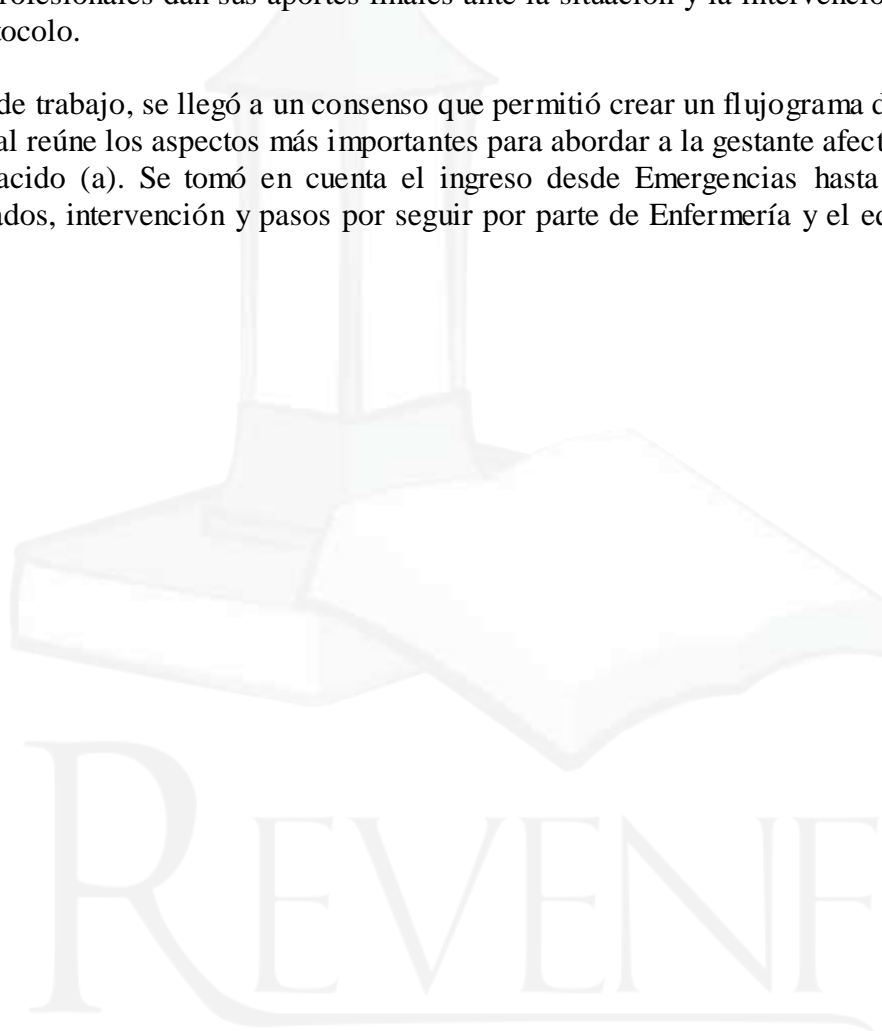 profesionales dan sus aportes finales ante la situación y la intervención
tocolo.
de trabajo, se llegó a un consenso que permitió crear un flujograma d
al reúne los aspectos más importantes para abordar a la gestante afect
acido (a). Se tomó en cuenta el ingreso desde Emergencias hasta
ados, intervención y pasos por seguir por parte de Enfermería y el eq
REVENF